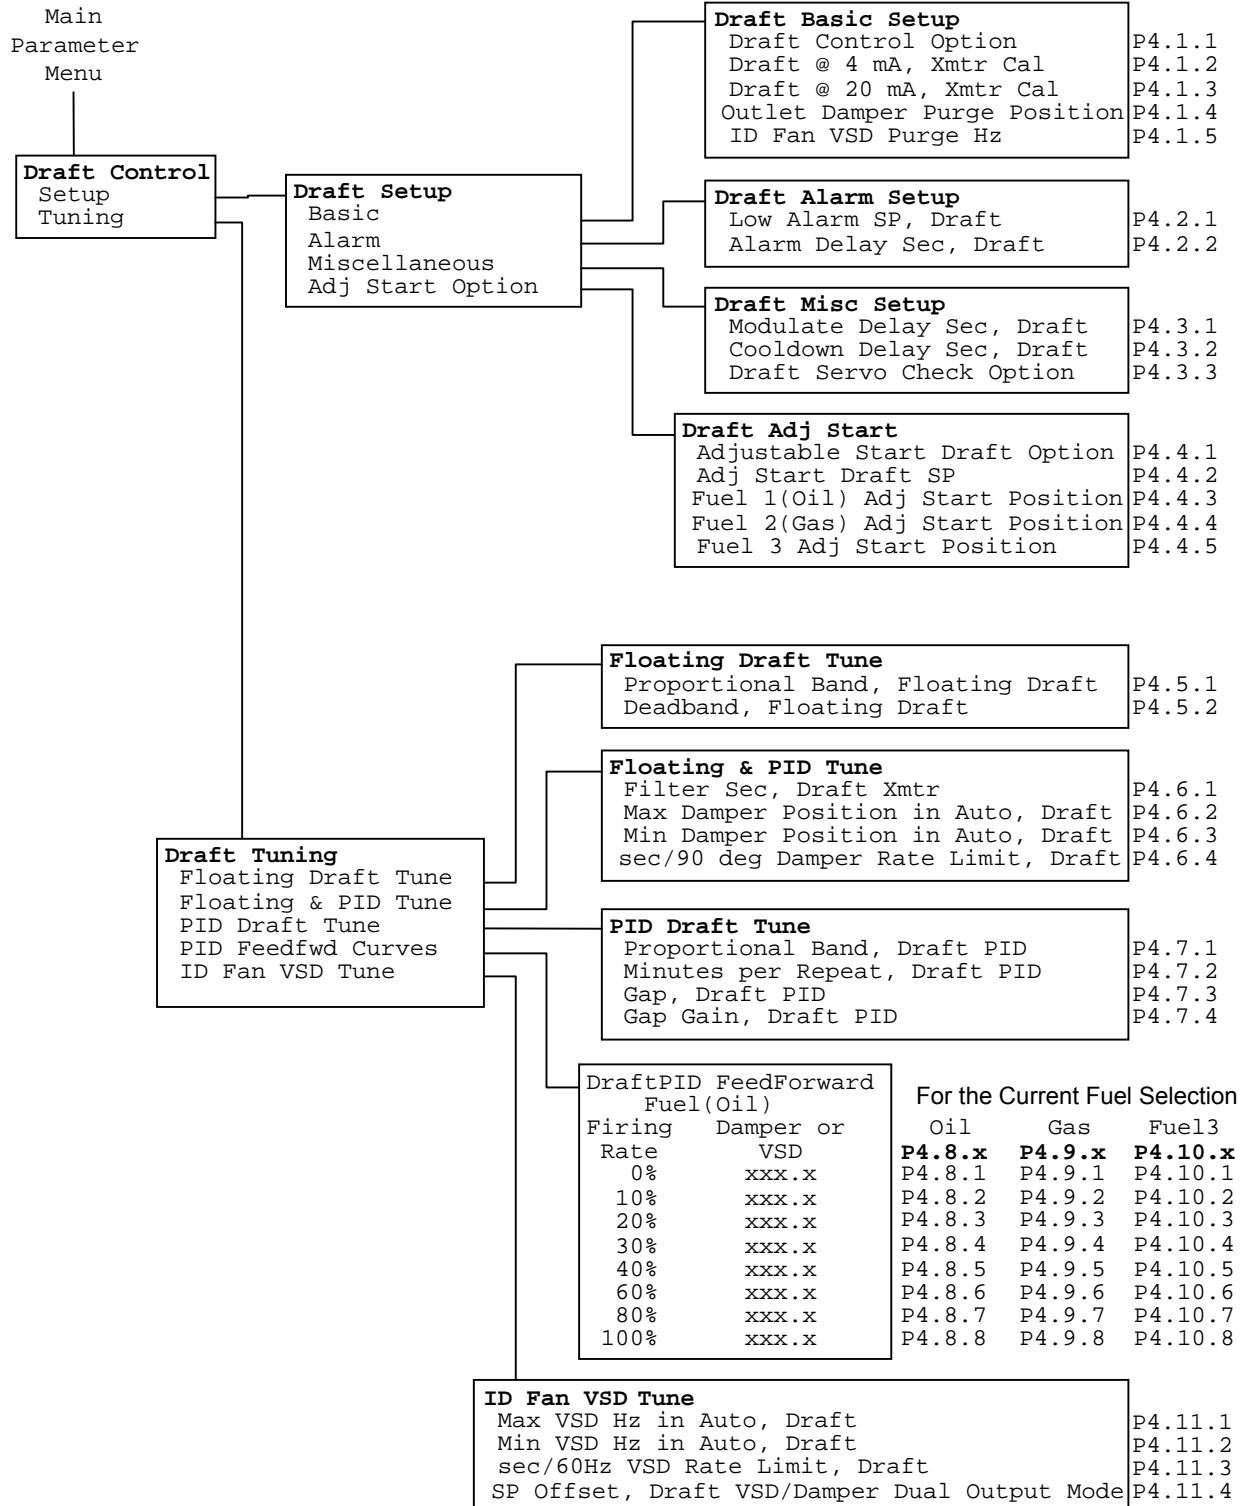 Main
Parameter
Menu
Draft Control
Setup
Tuning
Draft Setup
Basic
Alarm
Miscellaneous
Adj Start Option
Draft Basic Setup
Draft Control Option P4.1.1
Draft @ 4 mA, Xmtr Cal P4.1.2
Draft @ 20 mA, Xmtr Cal P4.1.3
Outlet Damper Purge Position P4.1.4
ID Fan VSD Purge Hz P4.1.5
Draft Alarm Setup
Low Alarm SP, Draft P4.2.1
Alarm Delay Sec, Draft P4.2.2
Draft Misc Setup
Modulate Delay Sec, Draft P4.3.1
Cooldown Delay Sec, Draft P4.3.2
Draft Servo Check Option P4.3.3
Draft Adj Start
Adjustable Start Draft Option P4.4.1
Adj Start Draft SP P4.4.2
Fuel 1(Oil) Adj Start Position P4.4.3
Fuel 2(Gas) Adj Start Position P4.4.4
Fuel 3 Adj Start Position P4.4.5
Draft Tuning
Floating Draft Tune
Floating & PID Tune
PID Draft Tune
PID Feedfwd Curves
ID Fan VSD Tune
Floating Draft Tune
Proportional Band, Floating Draft P4.5.1
Deadband, Floating Draft P4.5.2
Floating & PID Tune
Filter Sec, Draft Xmtr P4.6.1
Max Damper Position in Auto, Draft P4.6.2
Min Damper Position in Auto, Draft P4.6.3
sec/90 deg Damper Rate Limit, Draft P4.6.4
PID Draft Tune
Proportional Band, Draft PID P4.7.1
Minutes per Repeat, Draft PID P4.7.2
Gap, Draft PID P4.7.3
Gap Gain, Draft PID P4.7.4
DraftPID FeedForward
Fuel(Oil) For the Current Fuel Selection
Firing Damper or Oil Gas Fuel3
Rate VSD P4.8.x P4.9.x P4.10.x
0% xxx.x P4.8.1 P4.9.1 P4.10.1
10% xxx.x P4.8.2 P4.9.2 P4.10.2
20% xxx.x P4.8.3 P4.9.3 P4.10.3
30% xxx.x P4.8.4 P4.9.4 P4.10.4
40% xxx.x P4.8.5 P4.9.5 P4.10.5
60% xxx.x P4.8.6 P4.9.6 P4.10.6
80% xxx.x P4.8.7 P4.9.7 P4.10.7
100% xxx.x P4.8.8 P4.9.8 P4.10.8
ID Fan VSD Tune
Max VSD Hz in Auto, Draft P4.11.1
Min VSD Hz in Auto, Draft P4.11.2
sec/60Hz VSD Rate Limit, Draft P4.11.3
SP Offset, Draft VSD/Damper Dual Output Mode P4.11.4